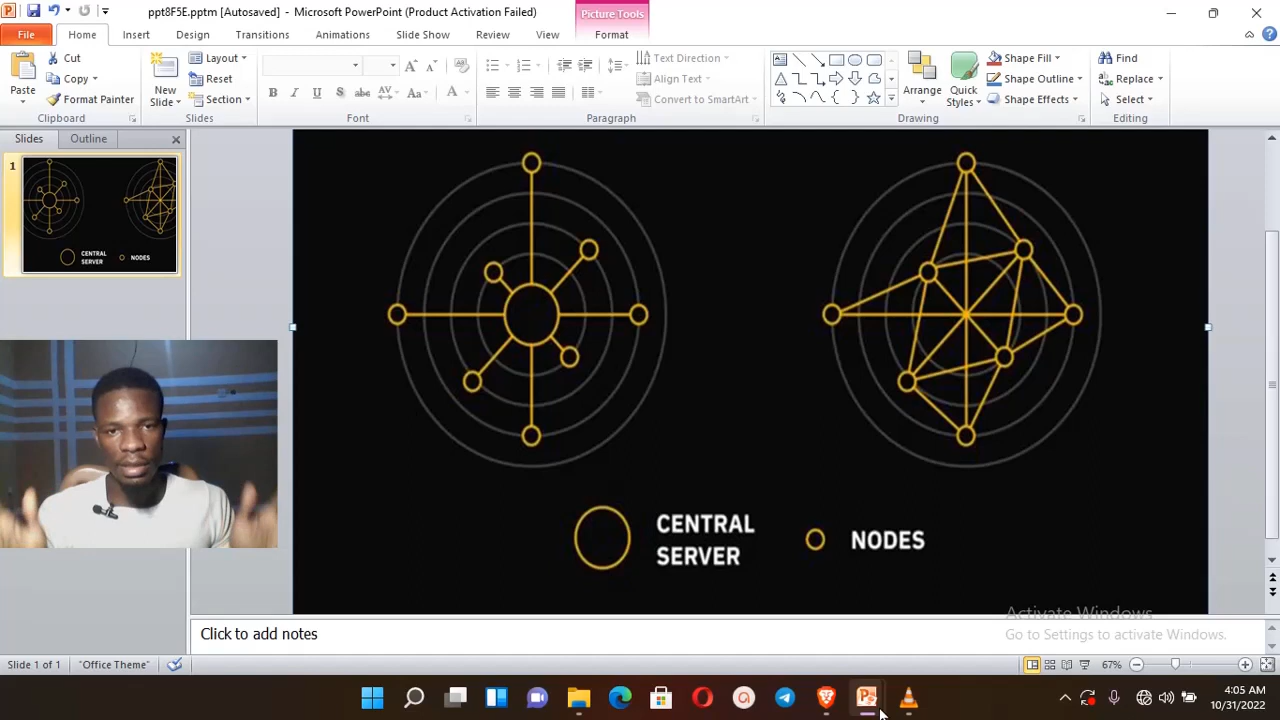 ppt8F5E.pptm [Autosaved] - Microsoft PowerPoint (Product Activation Failed)
Picture Tools
File Home Insert Design Transitions Animations Slide Show Review View Format
Paste
Cut
Copy
Format Painter
Clipboard
New Slide
Layout
Reset
Section
Slides
B I U S abc AV Aa A
Font
Text Direction
Align Text
Convert to SmartArt
Paragraph
Arrange
Quick Styles
Shape Fill
Shape Outline
Shape Effects
Drawing
Find
Replace
Select
Editing
Slides Outline
1
CENTRAL
SERVER
NODES
CENTRAL
SERVER
NODES
Activate Windows
Go to Settings to activate Windows.
Click to add notes
Slide 1 of 1 "Office Theme" 67%
4:05 AM
10/31/2022